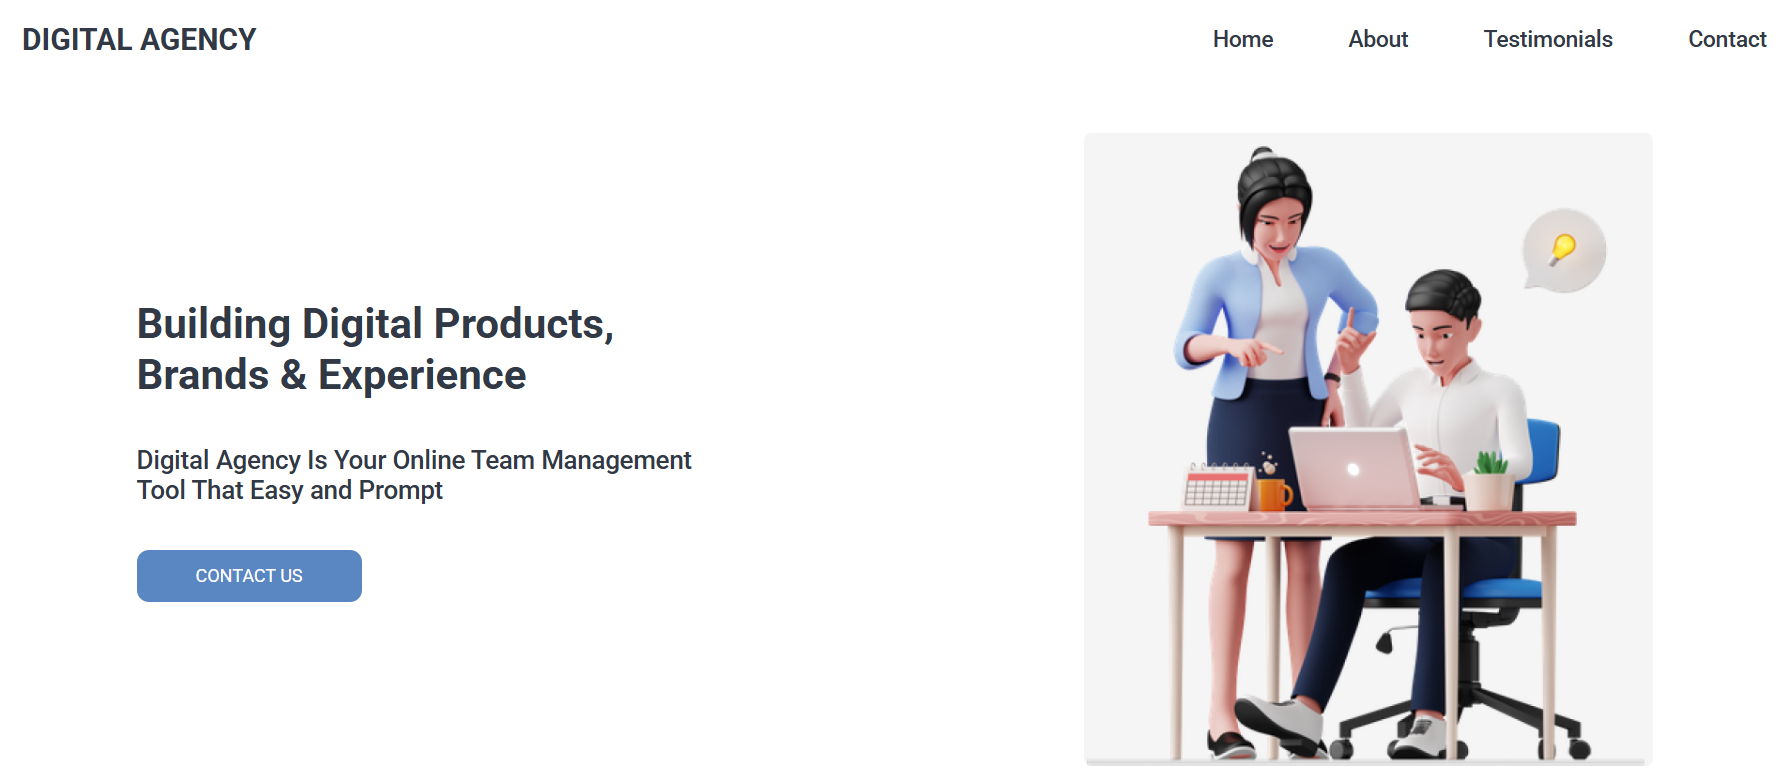 DIGITAL AGENCY
Home About Testimonials Contact
Building Digital Products,
Brands & Experience
Digital Agency Is Your Online Team Management
Tool That Easy and Prompt
CONTACT US